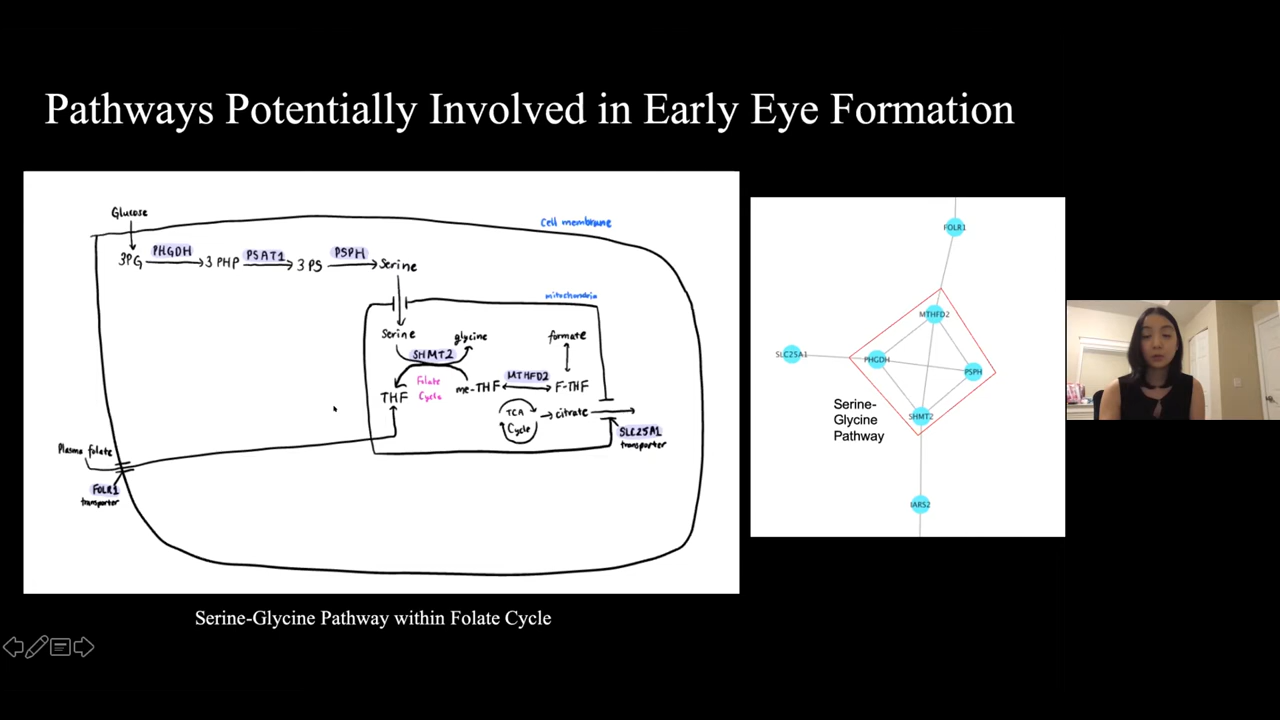 Pathways Potentially Involved in Early Eye Formation
Glucose
Cell membrane
3PG PHGDH 3 PHP PSAT1 3 PS PSPH Serine
mitochondria
Serine glycine formate
SHMT2
THF Folate Cycle me-THF MTHFD2 F-THF
TCA Cycle citrate
SLC25A1 transporter
Plasma folate
FOLR1 transporter
Serine-Glycine Pathway within Folate Cycle
FOLR1
MTHFD2
SLC25A1
PHGDH
PSPH
Serine-
Glycine
Pathway
SHMT2
IARS2